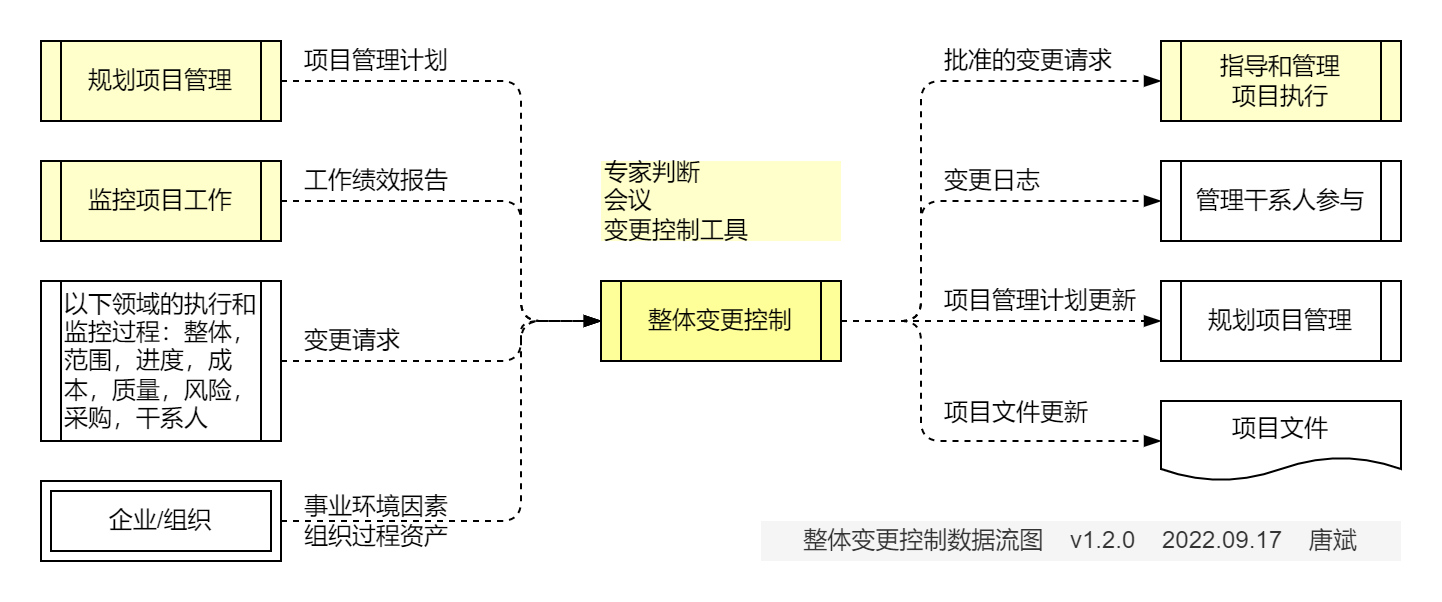 规划项目管理
项目管理计划
批准的变更请求
指导和管理
项目执行
监控项目工作
工作绩效报告
专家判断
会议
变更控制工具
变更日志
管理干系人参与
以下领域的执行和
监控过程：整体，
范围，进度，成
本，质量，风险，
采购，干系人
变更请求
整体变更控制
项目管理计划更新
规划项目管理
项目文件更新
项目文件
企业/组织
事业环境因素
组织过程资产
整体变更控制数据流图 v1.2.0 2022.09.17 唐斌